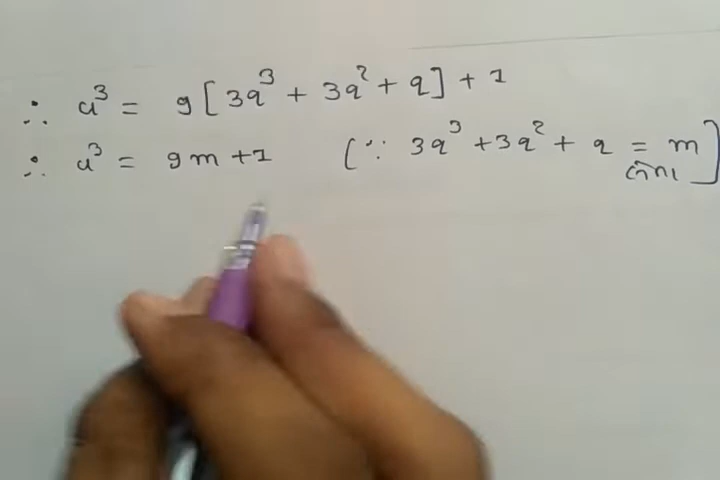 ∴ a³ = 9[3q³ + 3q² + q] + 1
∴ a³ = 9m + 1 [∵ 3q³ + 3q² + q = m